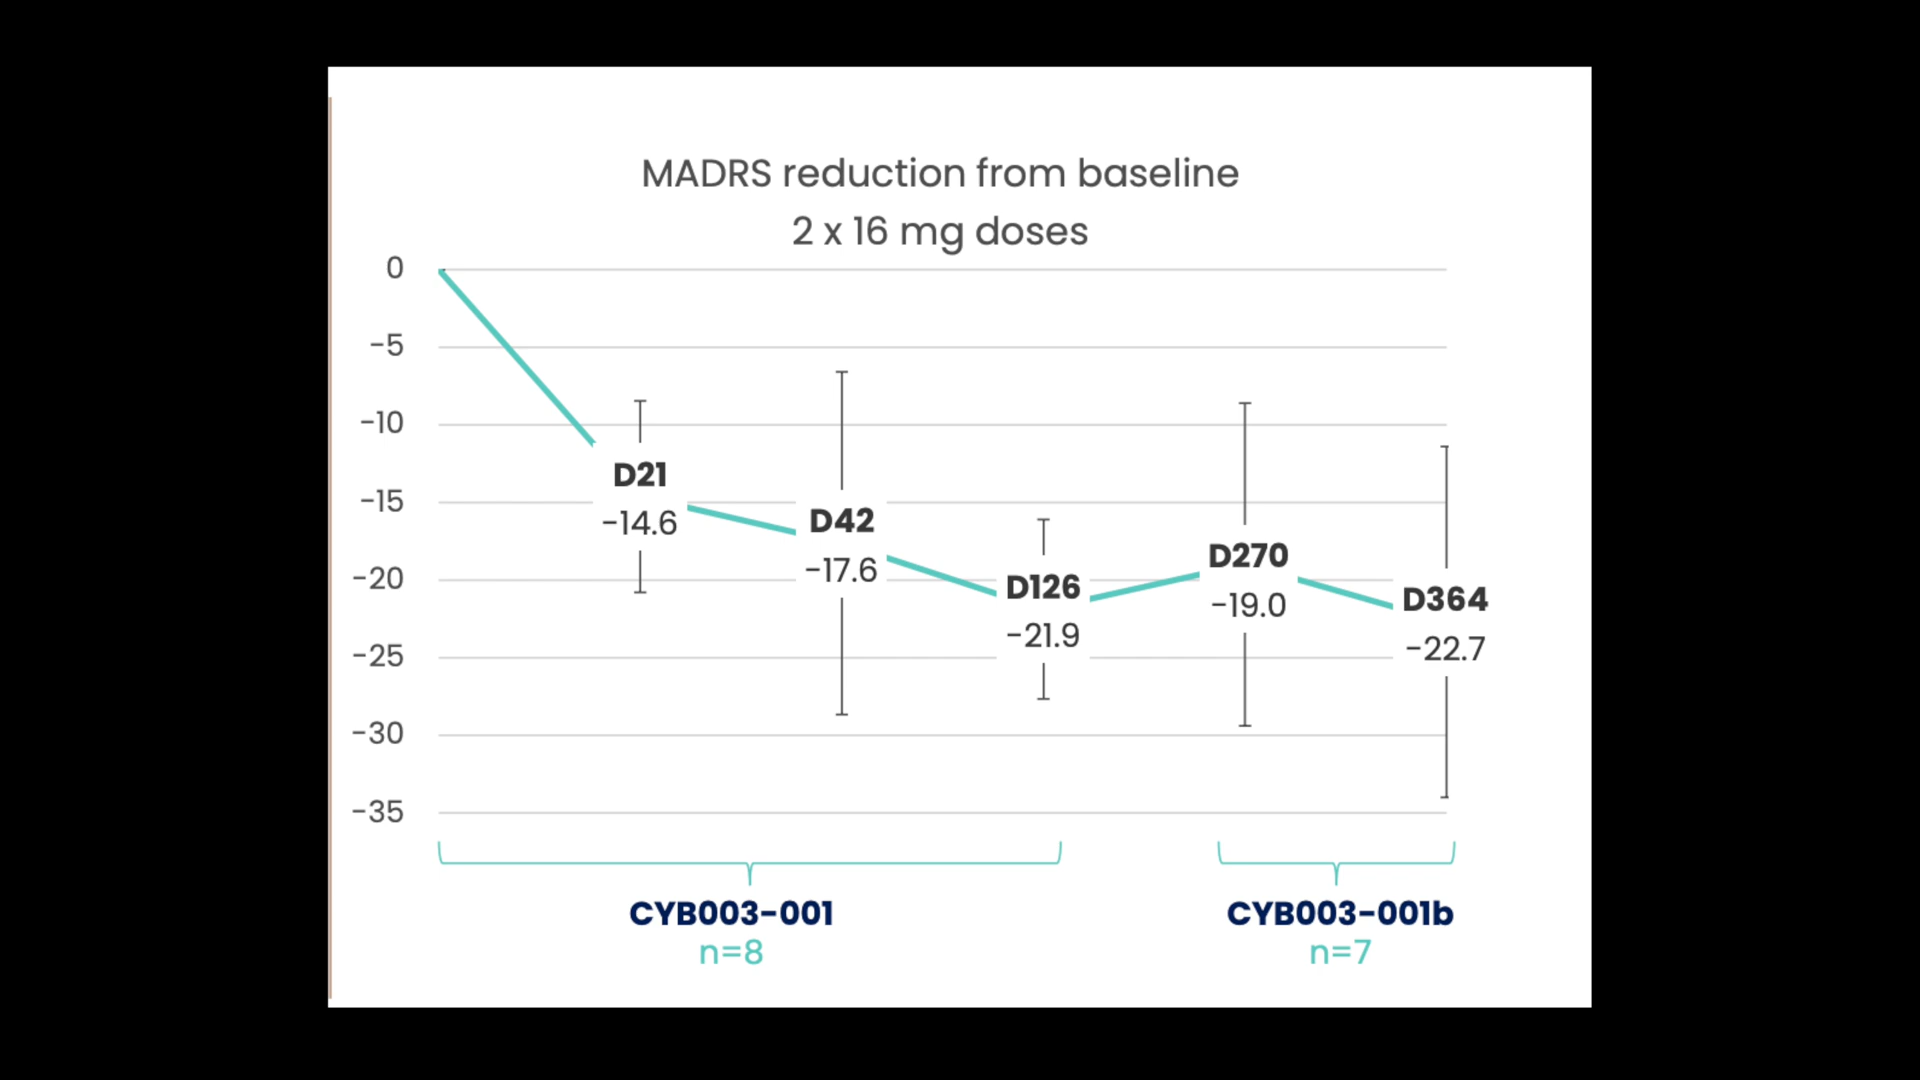 MADRS reduction from baseline
2 x 16 mg doses
0
-5
-10
-15
-20
-25
-30
-35
D21
-14.6
D42
-17.6
D126
-21.9
D270
-19.0
D364
-22.7
CYB003-001
n=8
CYB003-001b
n=7